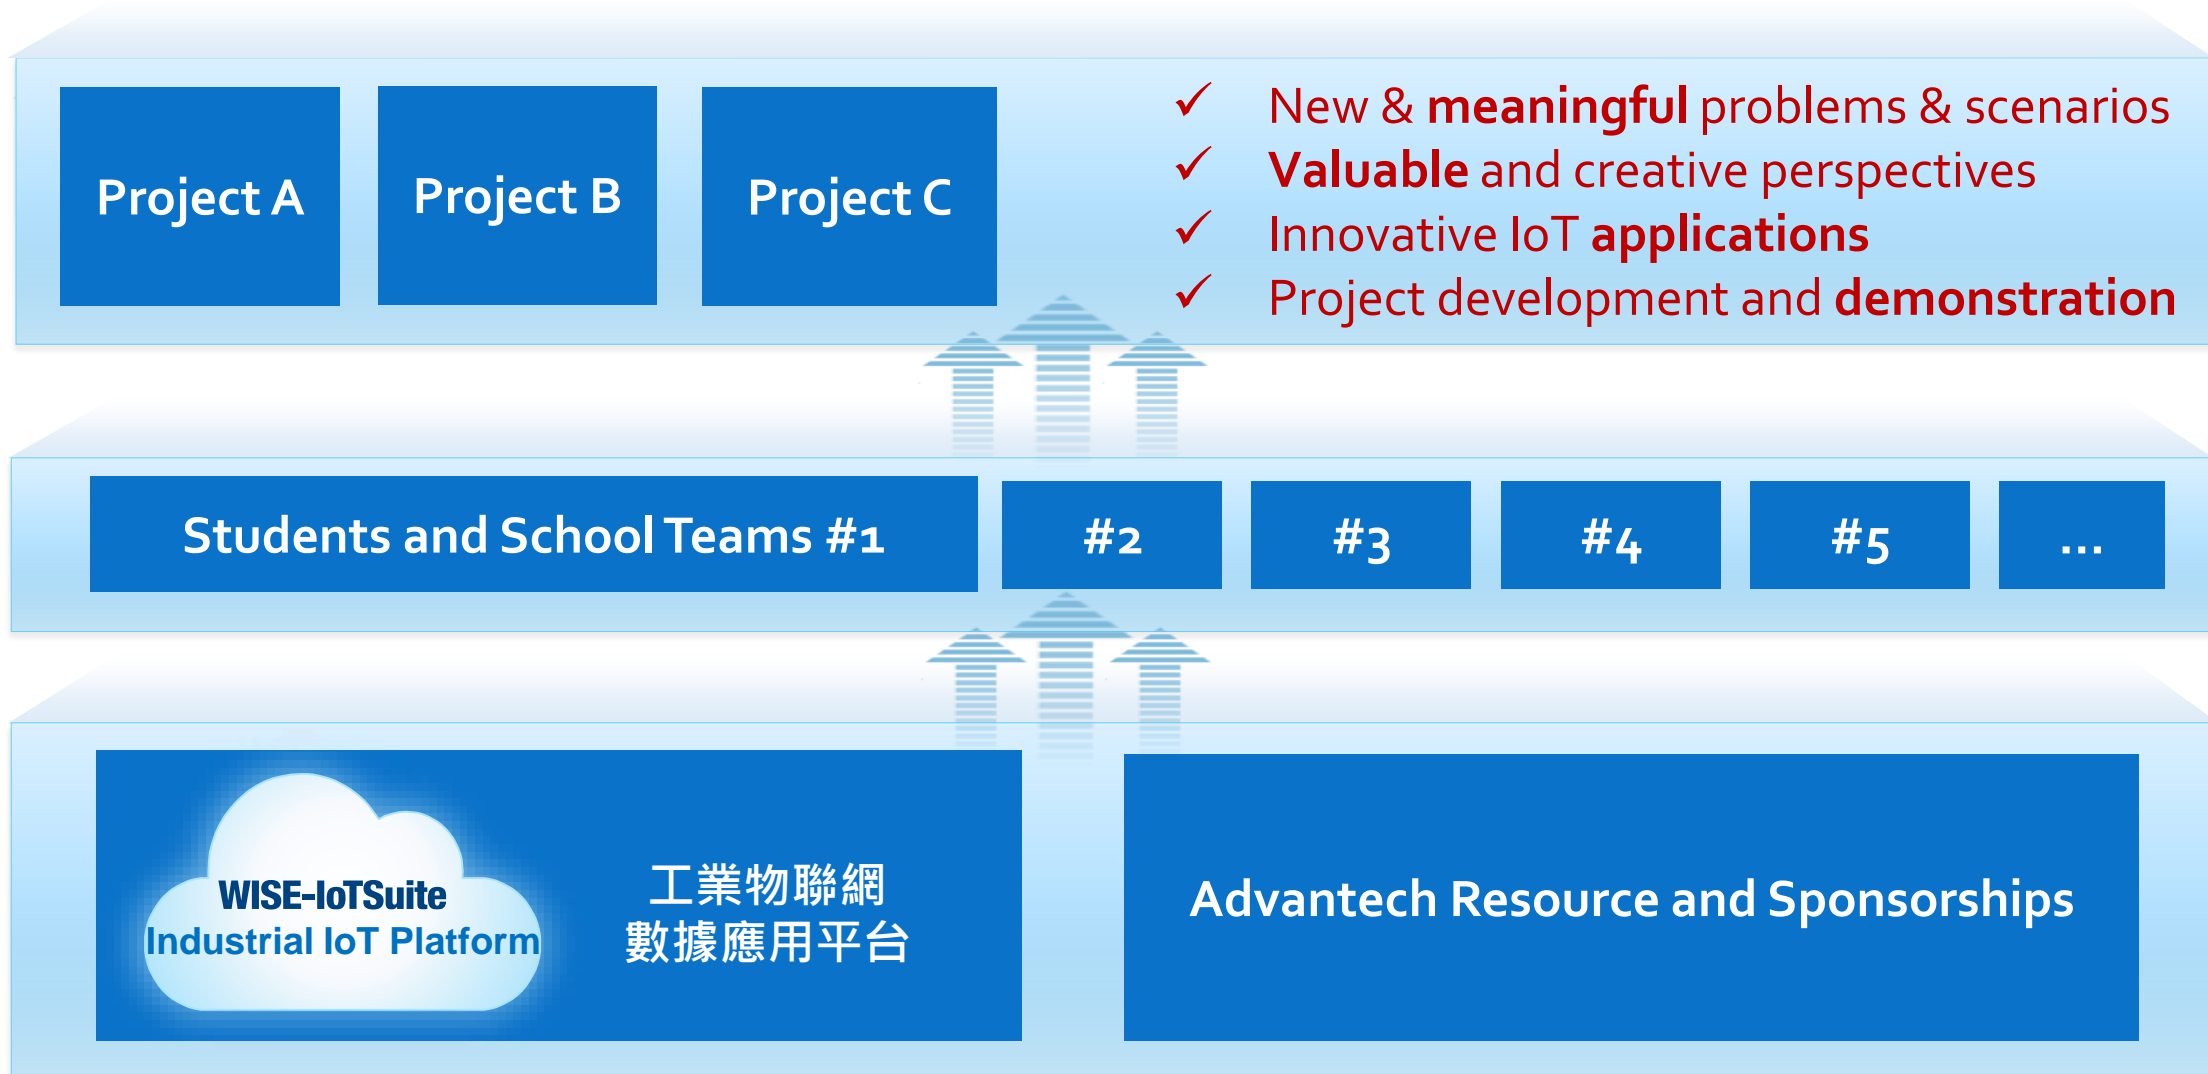 Project A
Project B
Project C
✓ New & meaningful problems & scenarios
✓ Valuable and creative perspectives
✓ Innovative IoT applications
✓ Project development and demonstration
Students and School Teams #1
#2
#3
#4
#5
...
WISE-IoTSuite
Industrial IoT Platform
工業物聯網
數據應用平台
Advantech Resource and Sponsorships